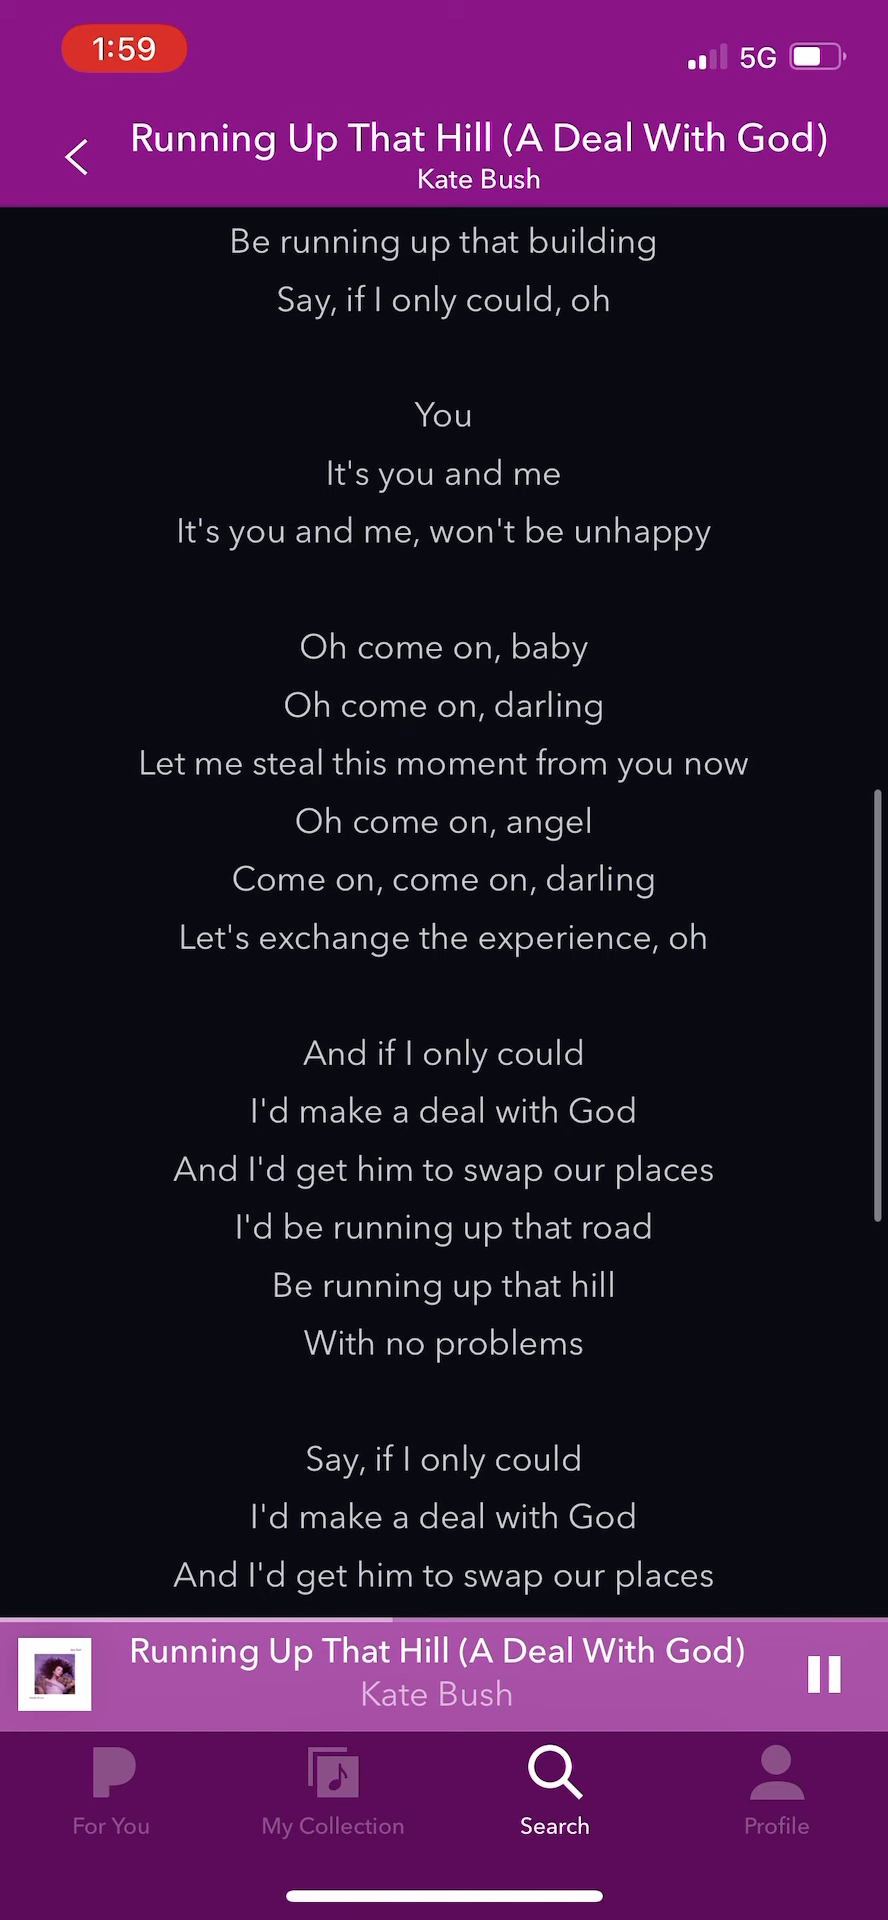 1:59
5G
Running Up That Hill (A Deal With God)
Kate Bush
Be running up that building
Say, if I only could, oh
You
It's you and me
It's you and me, won't be unhappy
Oh come on, baby
Oh come on, darling
Let me steal this moment from you now
Oh come on, angel
Come on, come on, darling
Let's exchange the experience, oh
And if I only could
I'd make a deal with God
And I'd get him to swap our places
I'd be running up that road
Be running up that hill
With no problems
Say, if I only could
I'd make a deal with God
And I'd get him to swap our places
Running Up That Hill (A Deal With God)
Kate Bush
For You
My Collection
Search
Profile